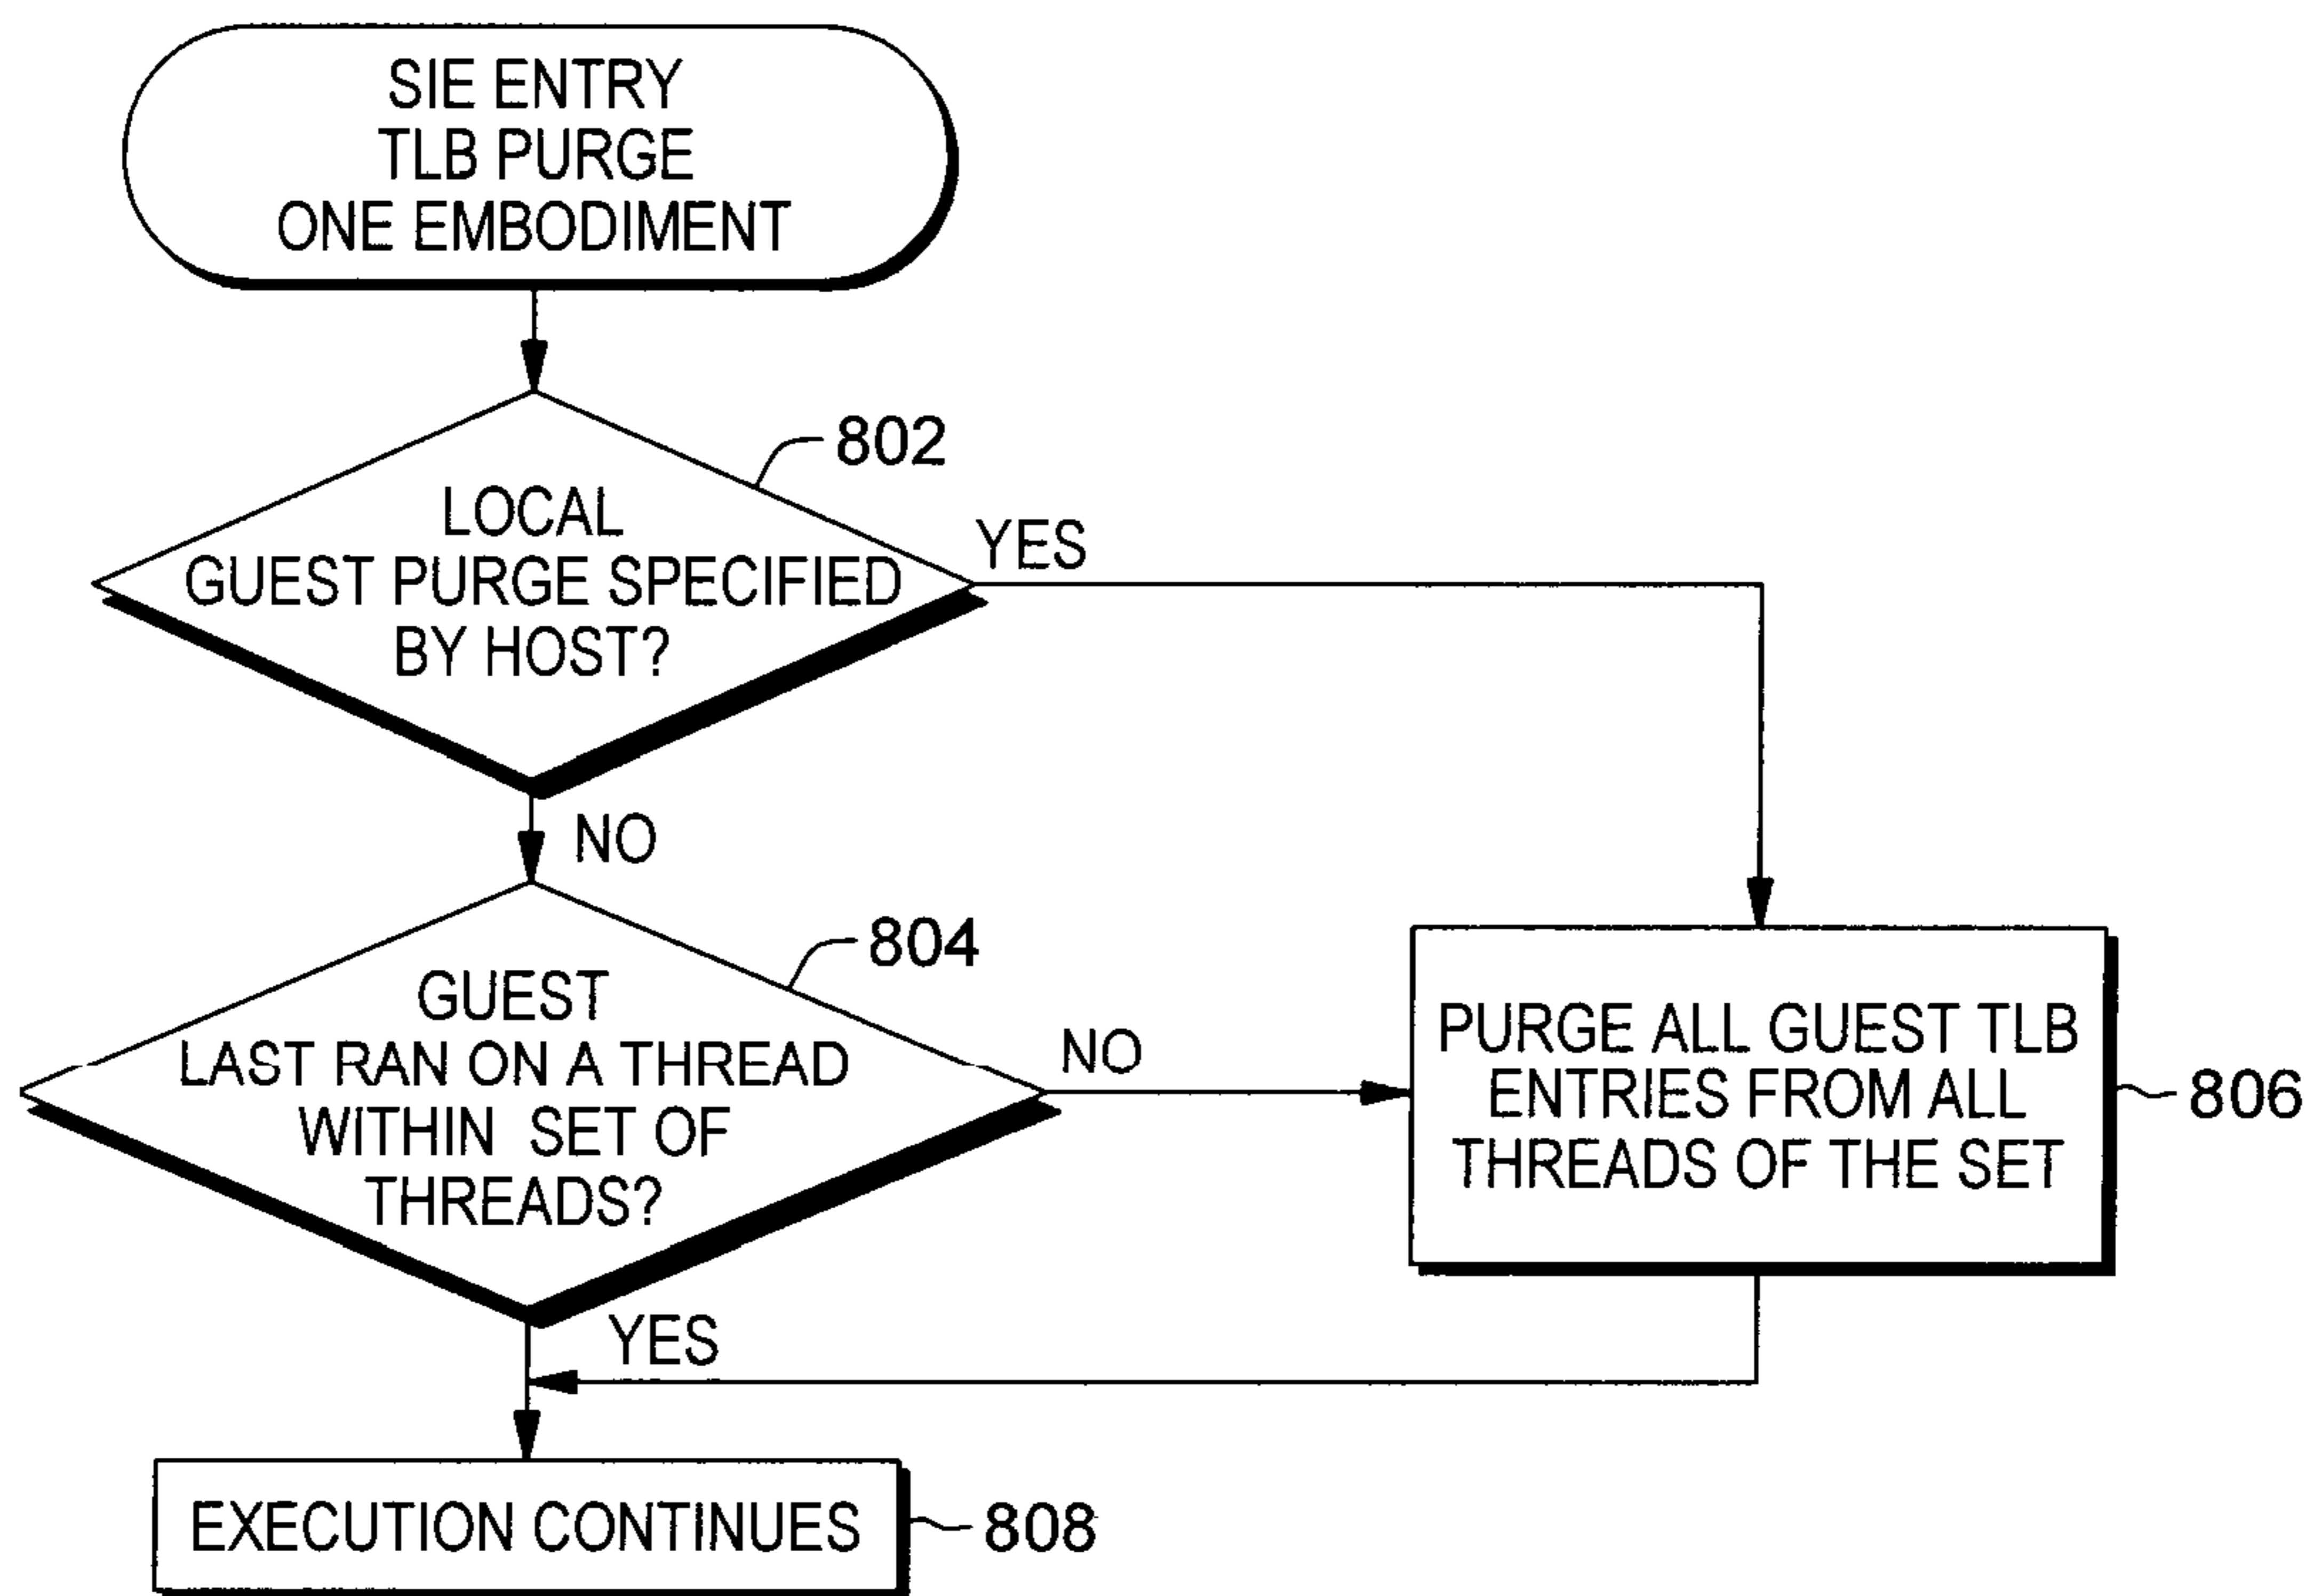 SIE ENTRY
TLB PURGE
ONE EMBODIMENT
802
LOCAL
GUEST PURGE SPECIFIED
BY HOST?
YES
NO
804
GUEST
LAST RAN ON A THREAD
WITHIN SET OF
THREADS?
NO
PURGE ALL GUEST TLB
ENTRIES FROM ALL
THREADS OF THE SET
806
YES
EXECUTION CONTINUES
808